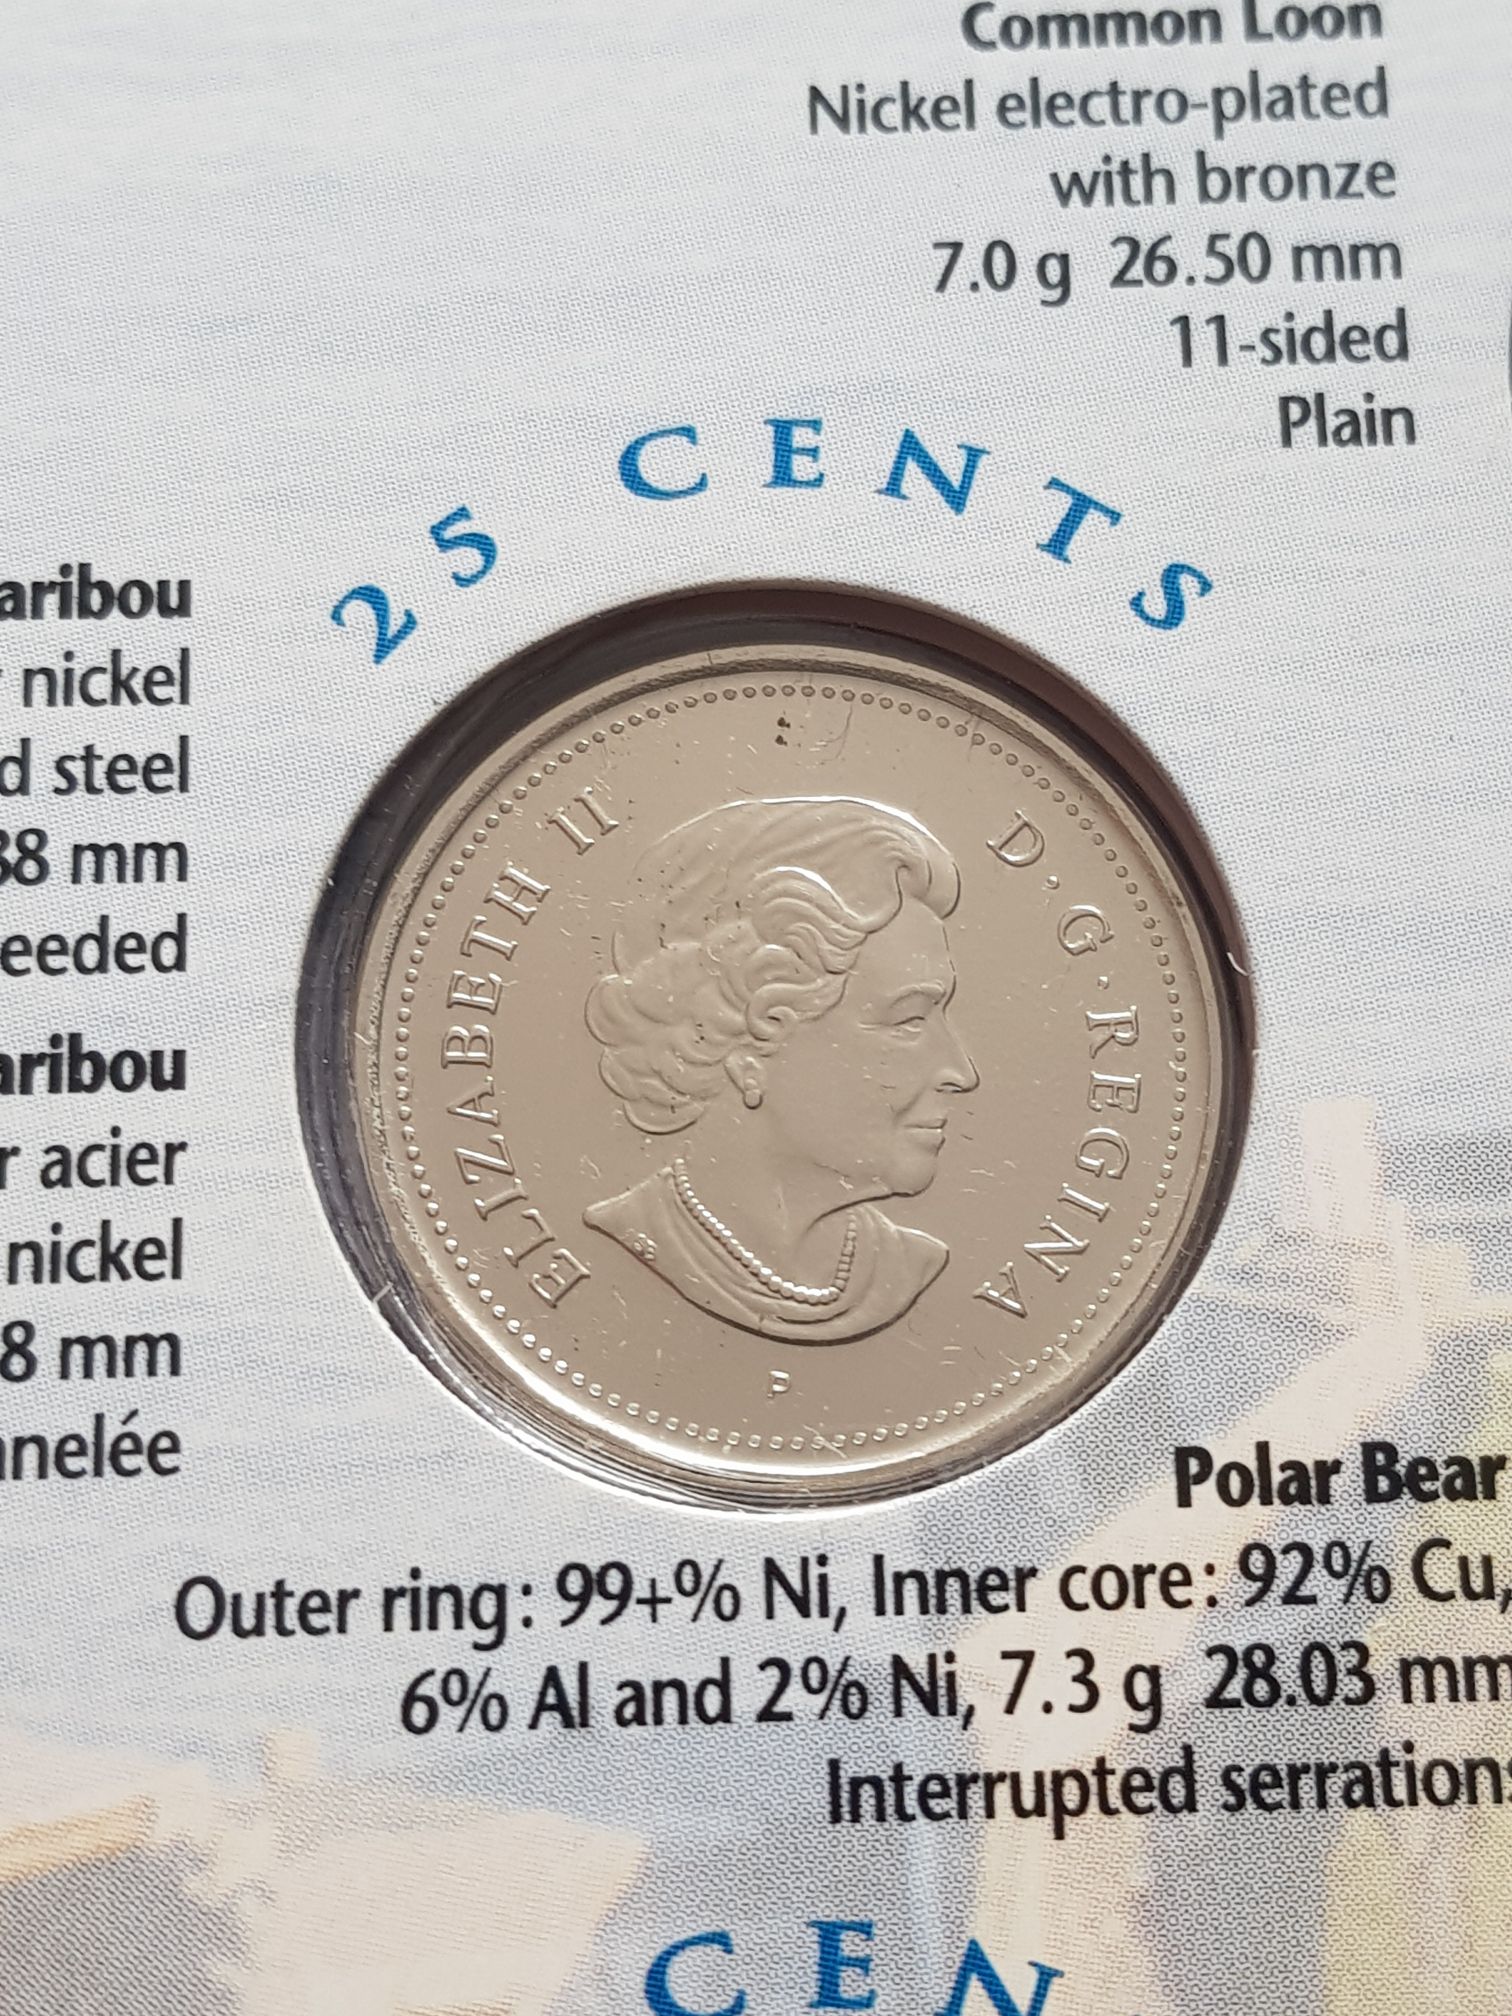 Common Loon
Nickel electro-plated
with bronze
7.0 g 26.50 mm
11-sided
Plain
25 CENTS
aribou
nickel
d steel
38 mm
eeded
aribou
r acier
nickel
8 mm
nelée
ELIZABETH II D·G·REGINA
P
Polar Bear
Outer ring: 99+% Ni, Inner core: 92% Cu,
6% Al and 2% Ni, 7.3 g 28.03 mm
Interrupted serrations
CEN